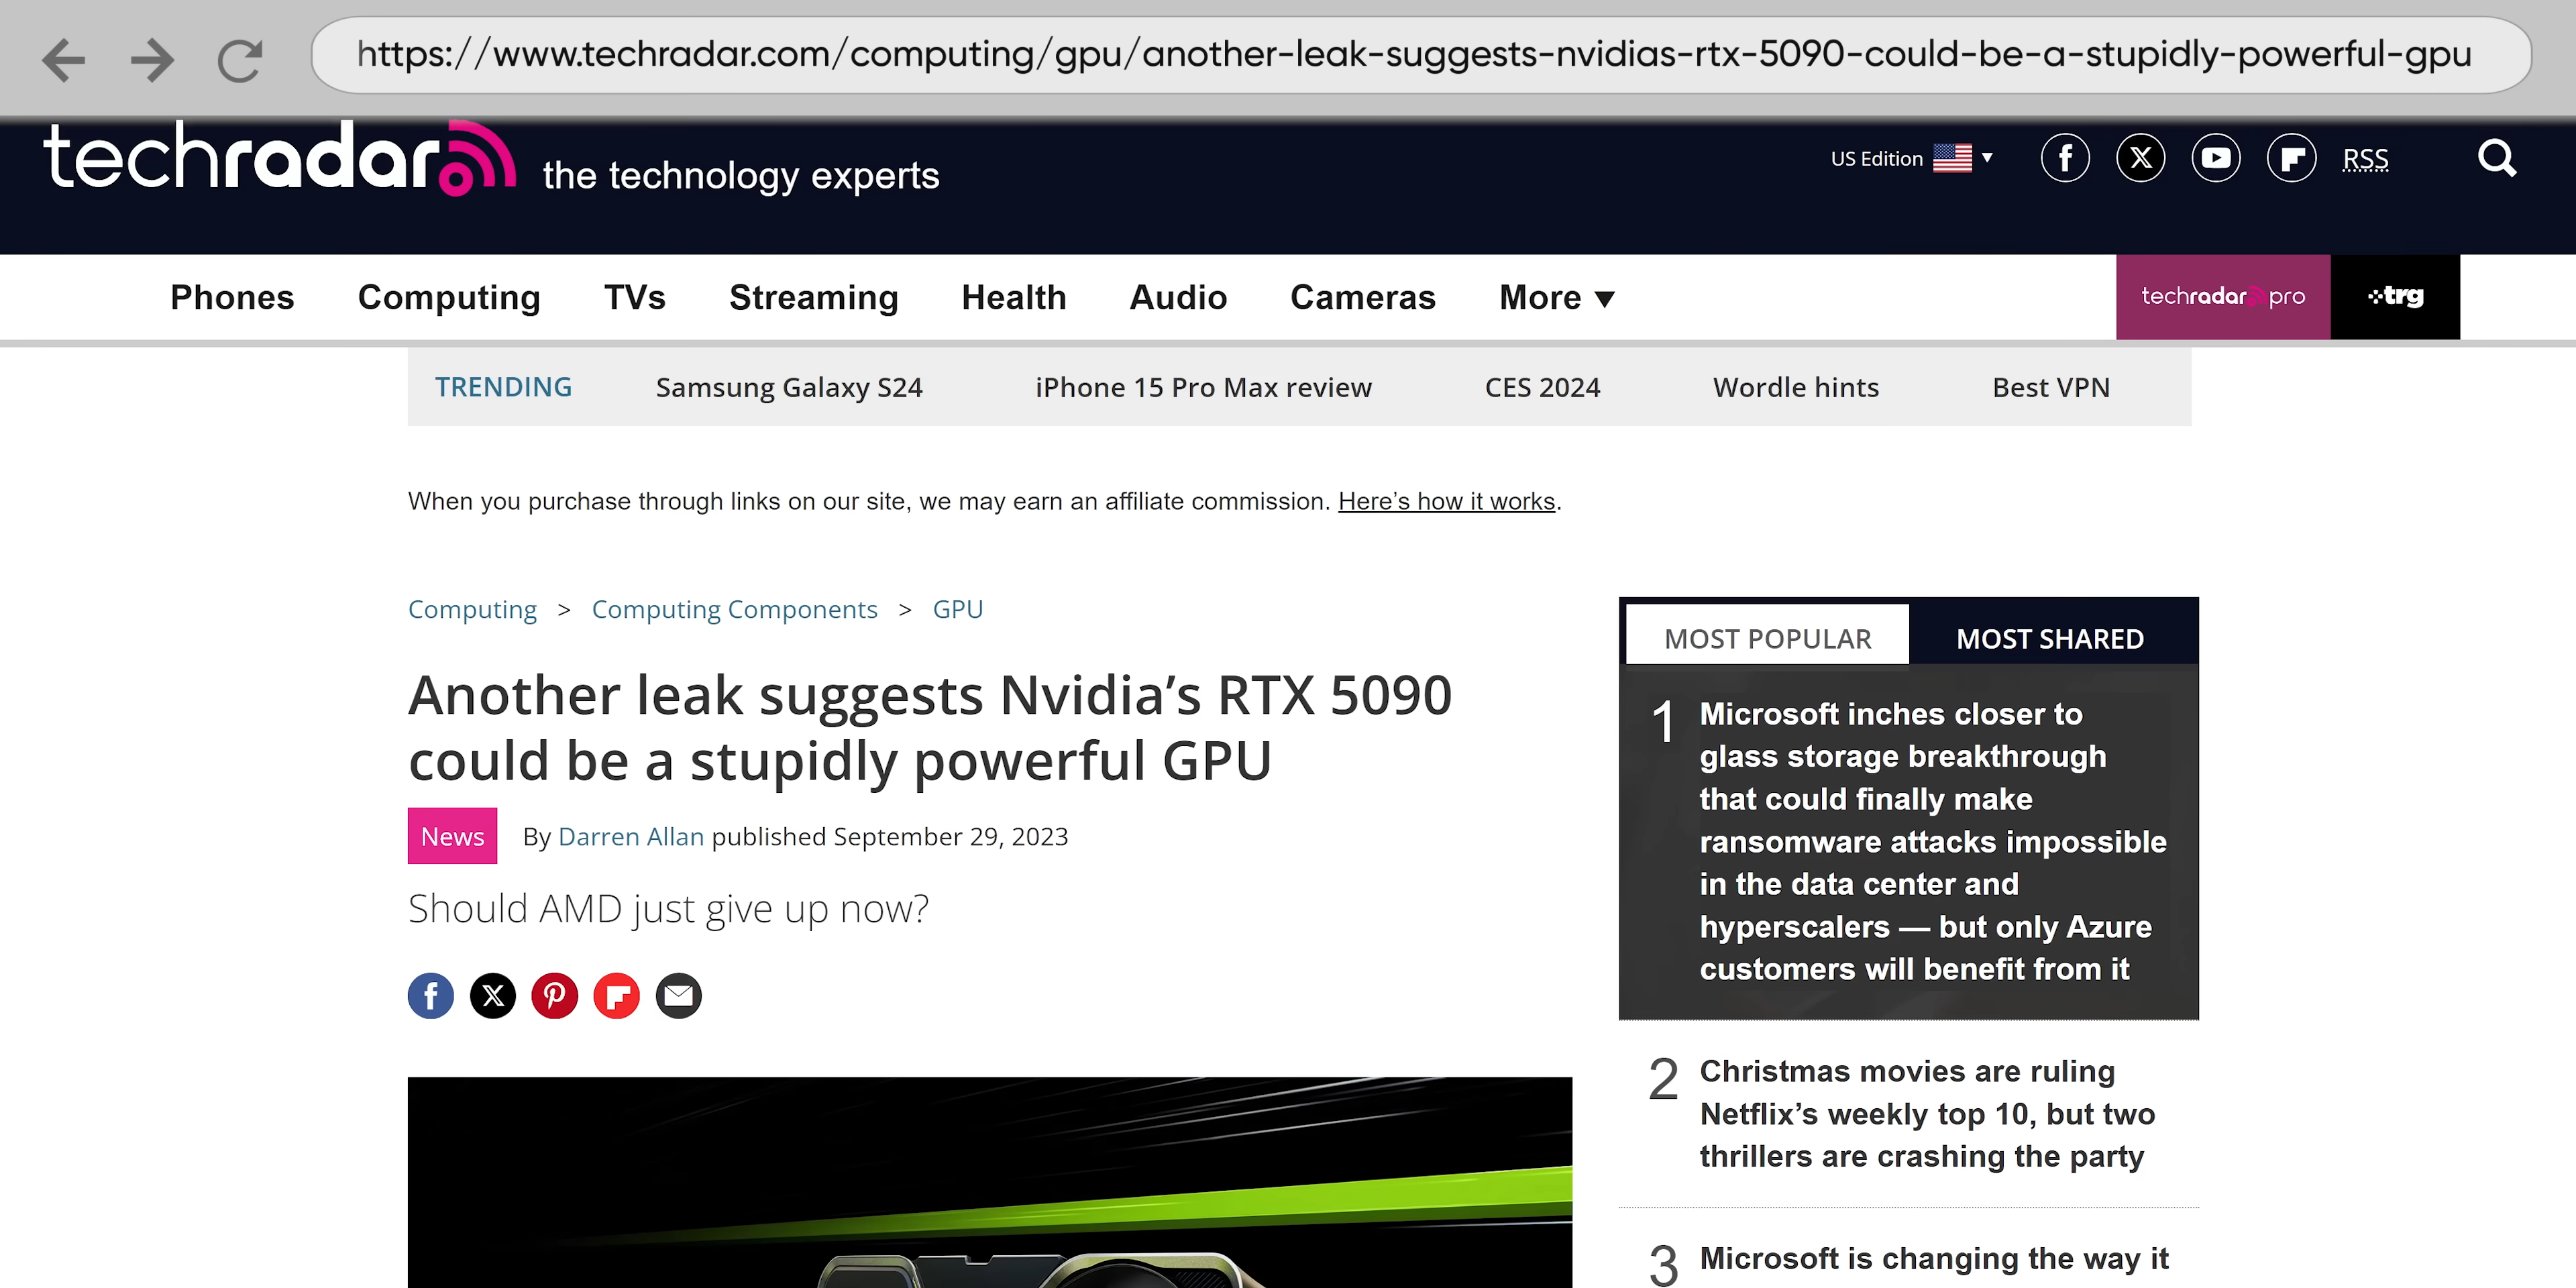 https://www.techradar.com/computing/gpu/another-leak-suggests-nvidias-rtx-5090-could-be-a-stupidly-powerful-gpu
techradar the technology experts
US Edition
RSS
Phones Computing TVs Streaming Health Audio Cameras More
techradar pro
trg
TRENDING Samsung Galaxy S24 iPhone 15 Pro Max review CES 2024 Wordle hints Best VPN
When you purchase through links on our site, we may earn an affiliate commission. Here’s how it works.
Computing > Computing Components > GPU
Another leak suggests Nvidia’s RTX 5090
could be a stupidly powerful GPU
News By Darren Allan published September 29, 2023
Should AMD just give up now?
MOST POPULAR MOST SHARED
1 Microsoft inches closer to
glass storage breakthrough
that could finally make
ransomware attacks impossible
in the data center and
hyperscalers — but only Azure
customers will benefit from it
2 Christmas movies are ruling
Netflix’s weekly top 10, but two
thrillers are crashing the party
3 Microsoft is changing the way it